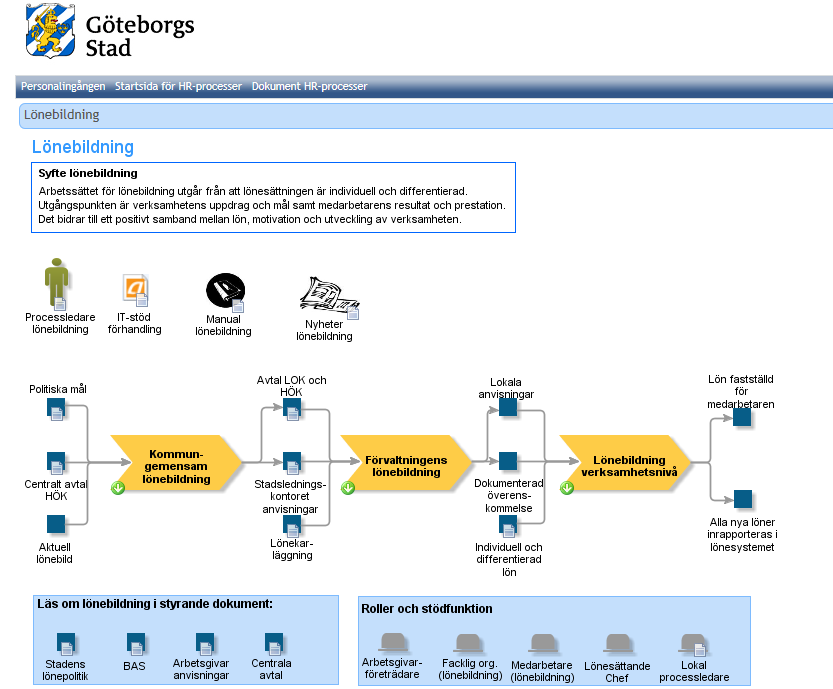 Göteborgs
Stad
Personalingången Startsida för HR-processer Dokument HR-processer
Lönebildning
Lönebildning
Syfte lönebildning
Arbetssättet för lönebildning utgår från att lönesättningen är individuell och differentierad.
Utgångspunkten är verksamhetens uppdrag och mål samt medarbetarens resultat och prestation.
Det bidrar till ett positivt samband mellan lön, motivation och utveckling av verksamheten.
Processledare
lönebildning
IT-stöd
förhandling
Manual
lönebildning
Nyheter
lönebildning
Politiska mål
Centralt avtal
HÖK
Aktuell
lönebild
Kommun-
gemensam
lönebildning
Avtal LOK och
HÖK
Stadslednings-
kontoret
anvisningar
Lönekar-
läggning
Förvaltningens
lönebildning
Lokala
anvisningar
Dokumenterad
överens-
kommelse
Individuell och
differentierad
lön
Lönebildning
verksamhetsnivå
Lön fastställd
för
medarbetaren
Alla nya löner
inrapporteras i
lönesystemet
Läs om lönebildning i styrande dokument:
Stadens
lönepolitik
BAS
Arbetsgivar
anvisningar
Centrala
avtal
Roller och stödfunktion
Arbetsgivar-
företrädare
Facklig org.
(lönebildning)
Medarbetare
(lönebildning)
Lönesättande
Chef
Lokal
processledare